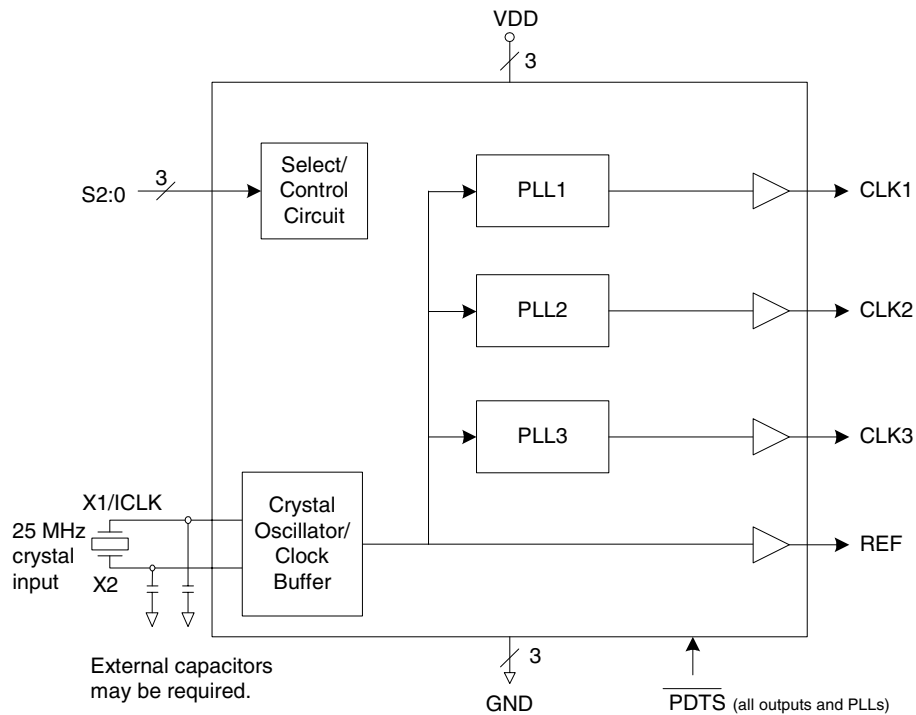 VDD
3
S2:0
3
Select/
Control
Circuit
PLL1
CLK1
PLL2
CLK2
PLL3
CLK3
X1/ICLK
25 MHz
crystal
input
X2
Crystal
Oscillator/
Clock
Buffer
REF
External capacitors
may be required.
3
GND
PDTS (all outputs and PLLs)